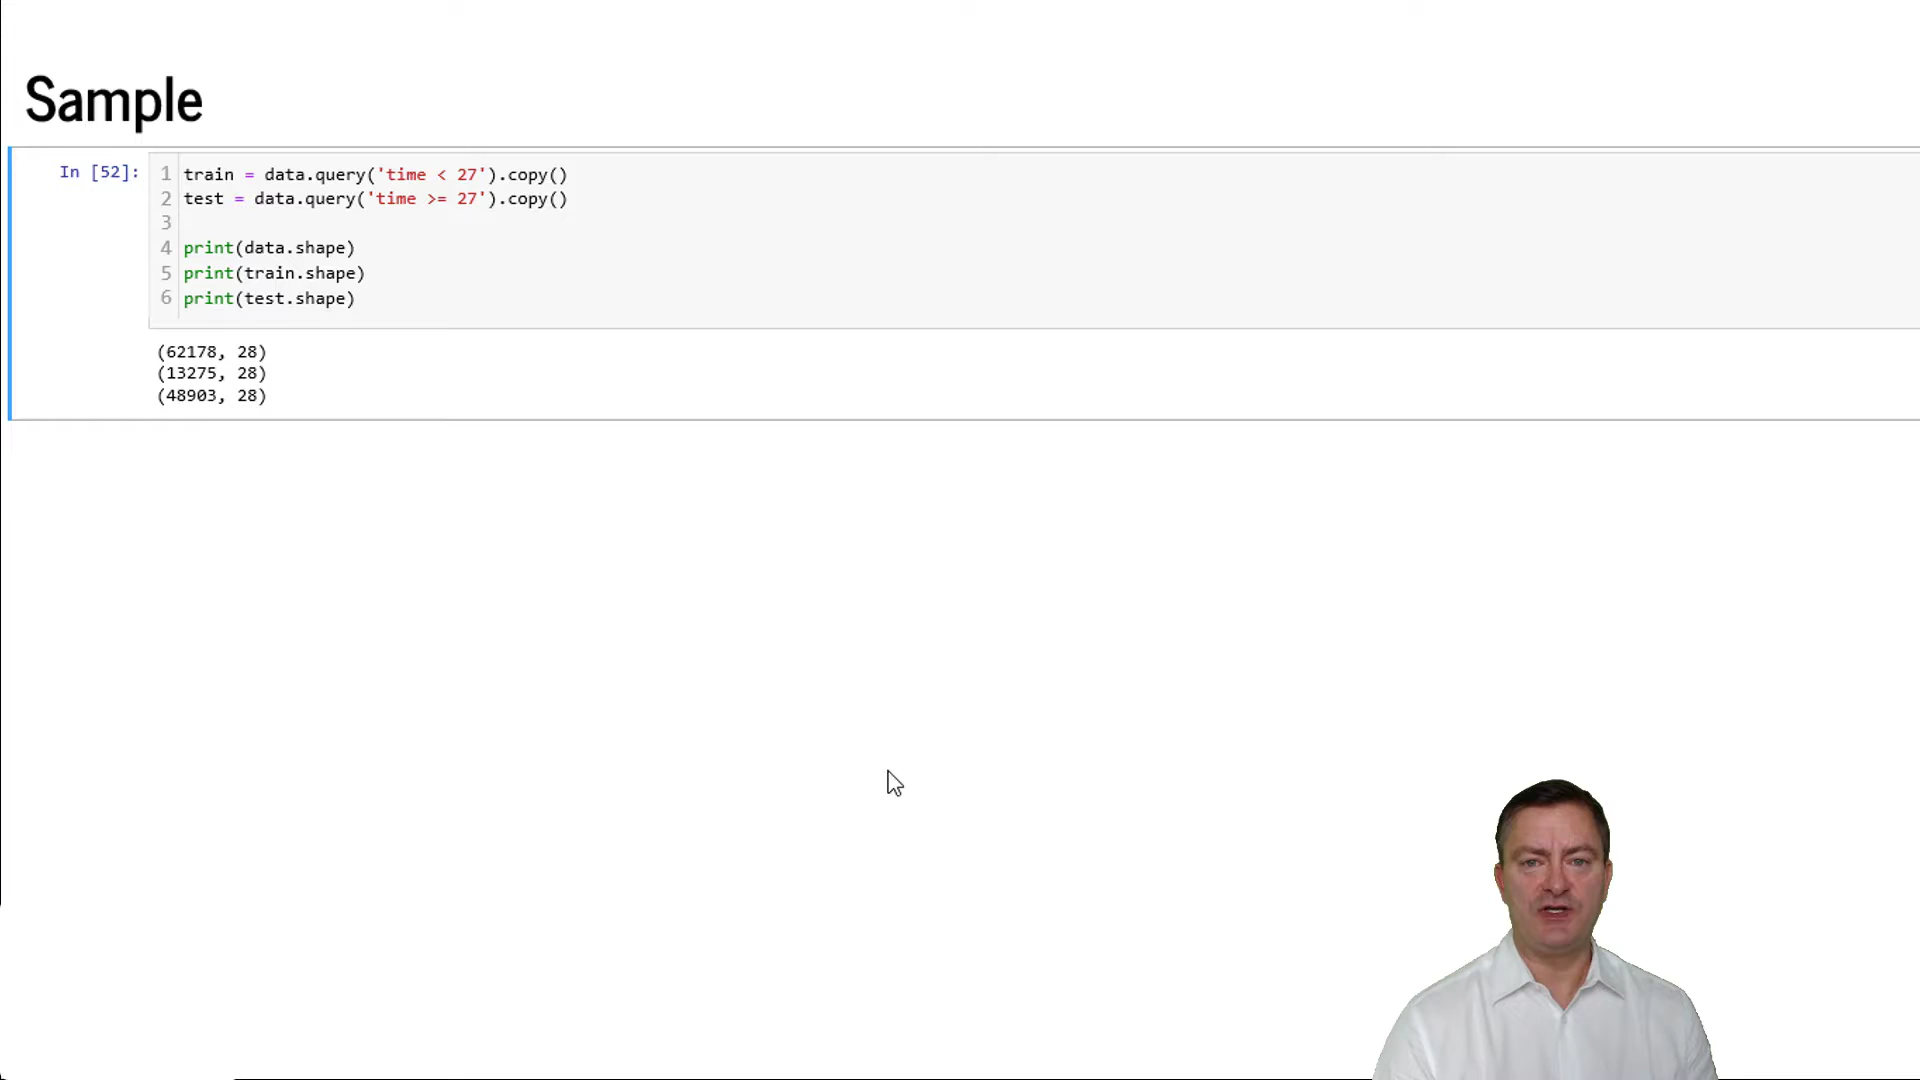 Sample
In [52]:
1 train = data.query('time < 27').copy()
2 test = data.query('time >= 27').copy()
3
4 print(data.shape)
5 print(train.shape)
6 print(test.shape)
(62178, 28)
(13275, 28)
(48903, 28)